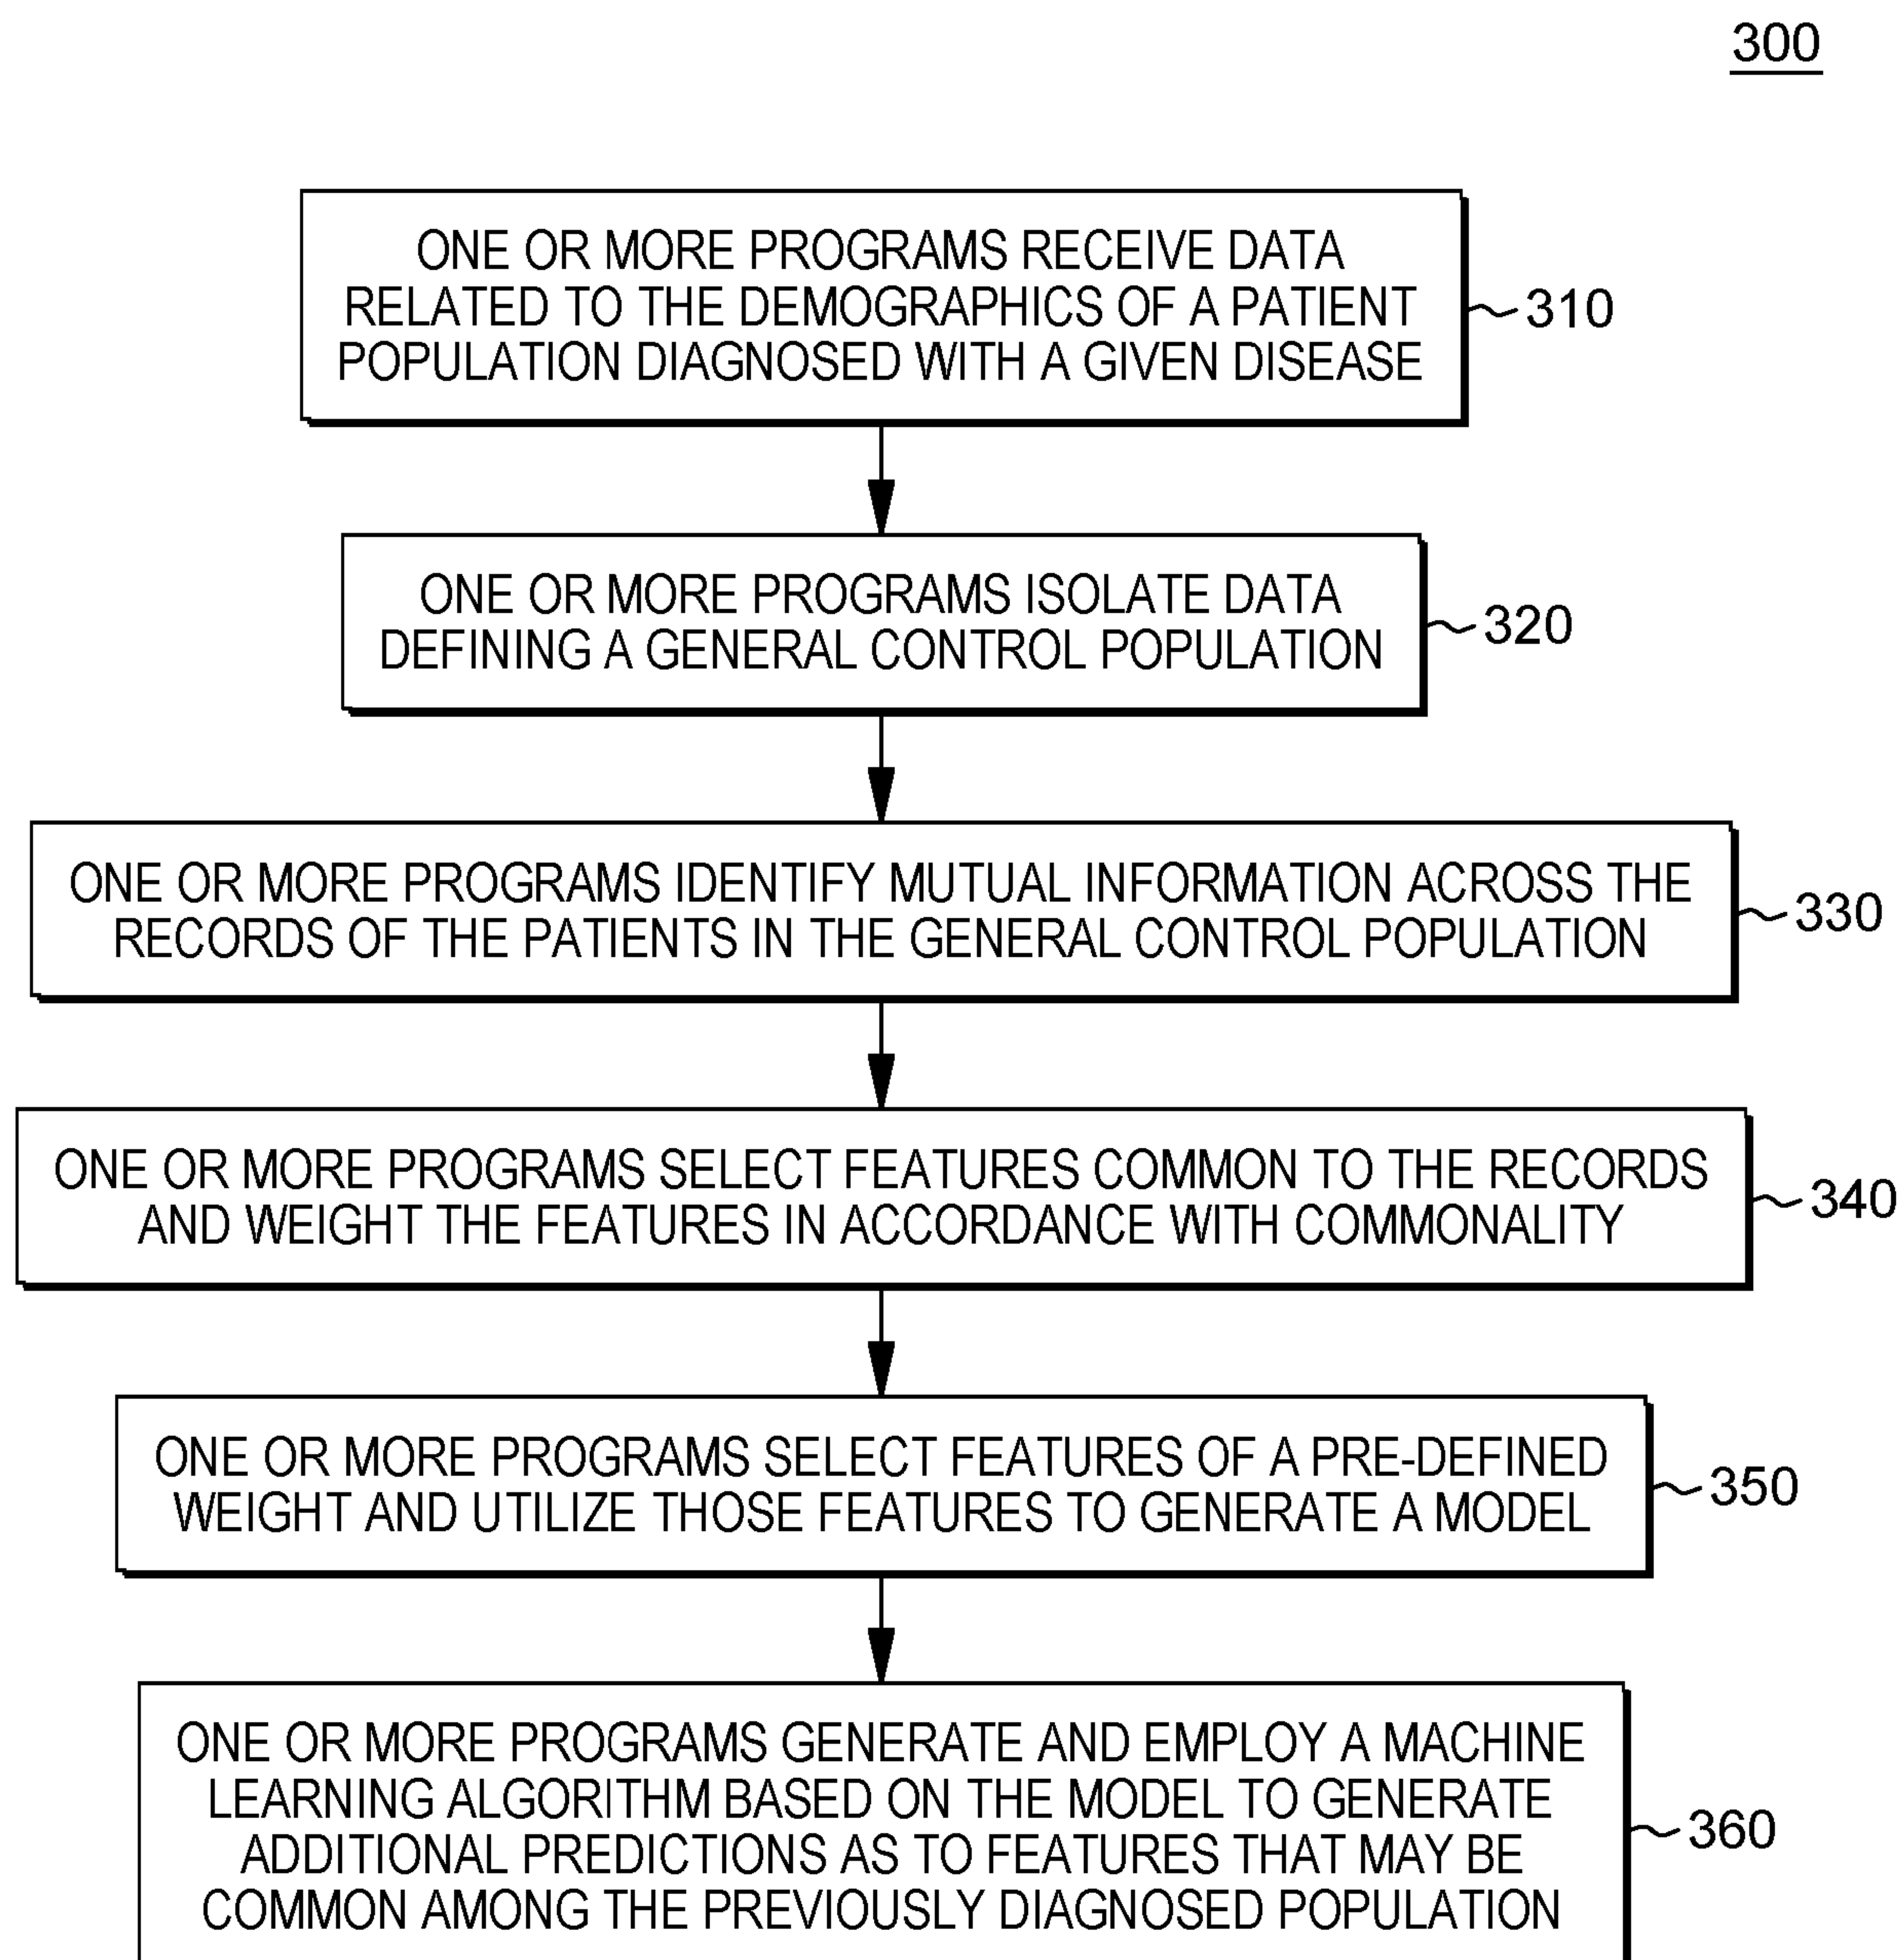 300
ONE OR MORE PROGRAMS RECEIVE DATA
RELATED TO THE DEMOGRAPHICS OF A PATIENT
POPULATION DIAGNOSED WITH A GIVEN DISEASE
310
ONE OR MORE PROGRAMS ISOLATE DATA
DEFINING A GENERAL CONTROL POPULATION
320
ONE OR MORE PROGRAMS IDENTIFY MUTUAL INFORMATION ACROSS THE
RECORDS OF THE PATIENTS IN THE GENERAL CONTROL POPULATION
330
ONE OR MORE PROGRAMS SELECT FEATURES COMMON TO THE RECORDS
AND WEIGHT THE FEATURES IN ACCORDANCE WITH COMMONALITY
340
ONE OR MORE PROGRAMS SELECT FEATURES OF A PRE-DEFINED
WEIGHT AND UTILIZE THOSE FEATURES TO GENERATE A MODEL
350
ONE OR MORE PROGRAMS GENERATE AND EMPLOY A MACHINE
LEARNING ALGORITHM BASED ON THE MODEL TO GENERATE
ADDITIONAL PREDICTIONS AS TO FEATURES THAT MAY BE
COMMON AMONG THE PREVIOUSLY DIAGNOSED POPULATION
360